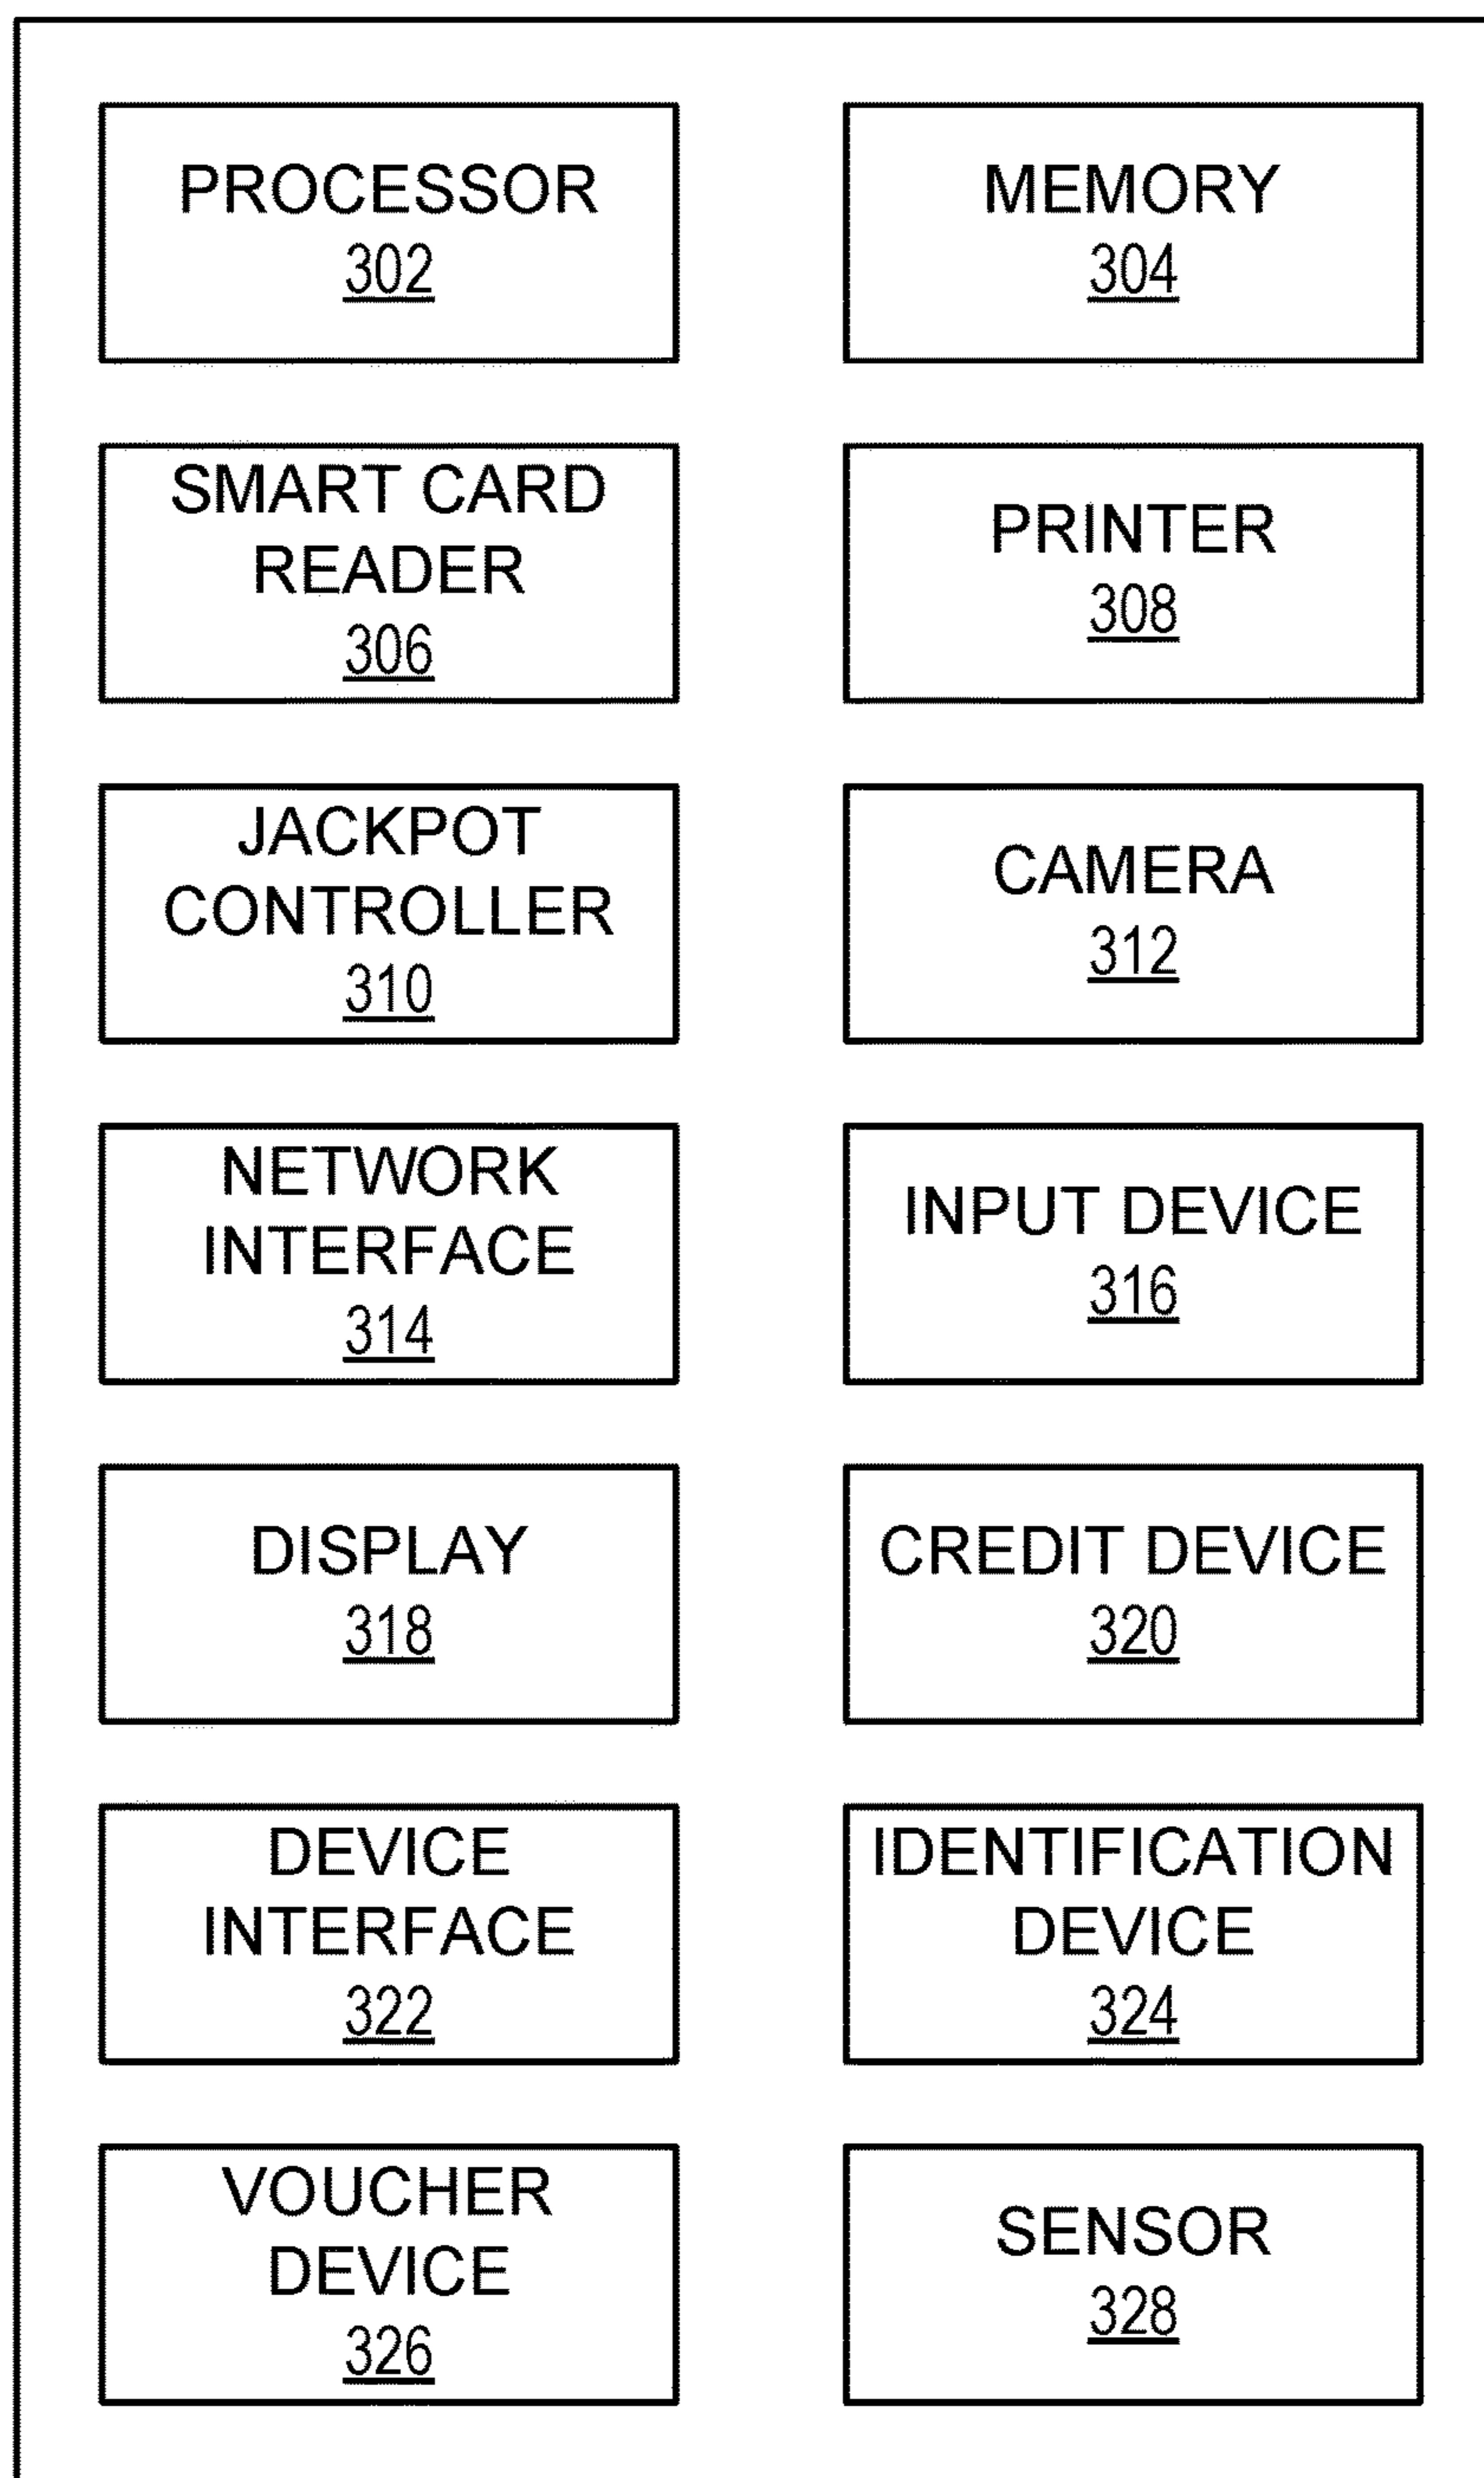 PROCESSOR
302
MEMORY
304
SMART CARD
READER
306
PRINTER
308
JACKPOT
CONTROLLER
310
CAMERA
312
NETWORK
INTERFACE
314
INPUT DEVICE
316
DISPLAY
318
CREDIT DEVICE
320
DEVICE
INTERFACE
322
IDENTIFICATION
DEVICE
324
VOUCHER
DEVICE
326
SENSOR
328